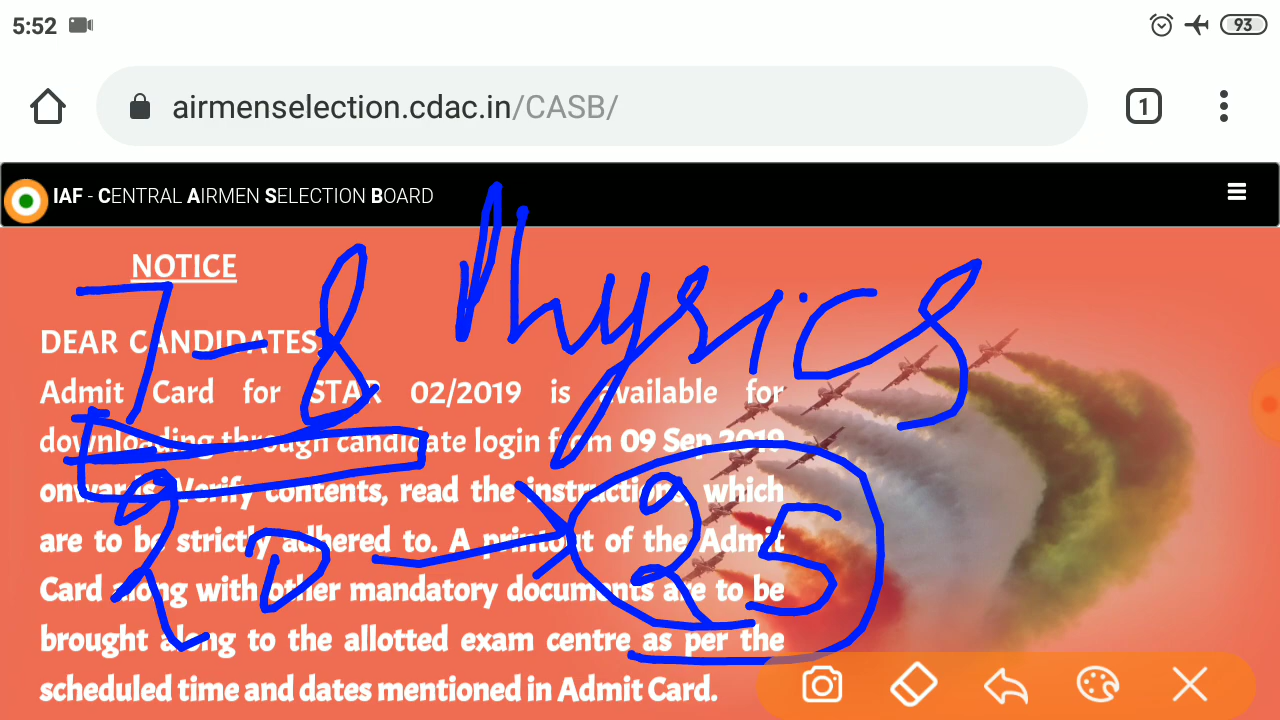 5:52 93
airmenselection.cdac.in/CASB/ 1
IAF - CENTRAL AIRMEN SELECTION BOARD
NOTICE
7-8 Physics
DEAR CANDIDATES,
Admit Card for STAR 02/2019 is available for
downloading through candidate login from 09 Sep 2019
onwards. Verify contents, read the instructions, which
are to be strictly adhered to. A printout of the Admit
Card along with other mandatory documents are to be
brought along to the allotted exam centre as per the
scheduled time and dates mentioned in Admit Card.
2 D → 25